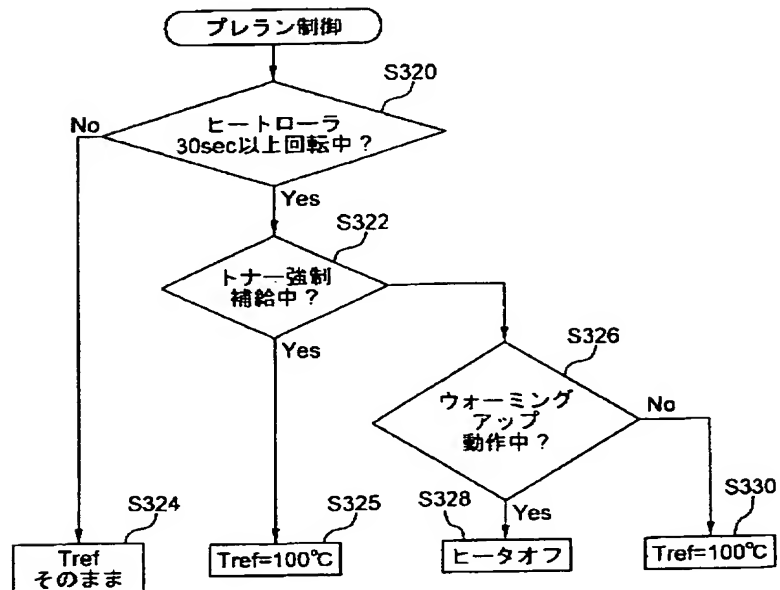 プレラン制御
S320
No
ヒートローラ
30sec以上回転中？
Yes
S322
トナー強制
補給中？
Yes
S326
ウォーミング
アップ
動作中？
No
S324
Tref
そのまま
S325
Tref=100℃
S328
Yes
ヒータオフ
S330
Tref=100℃